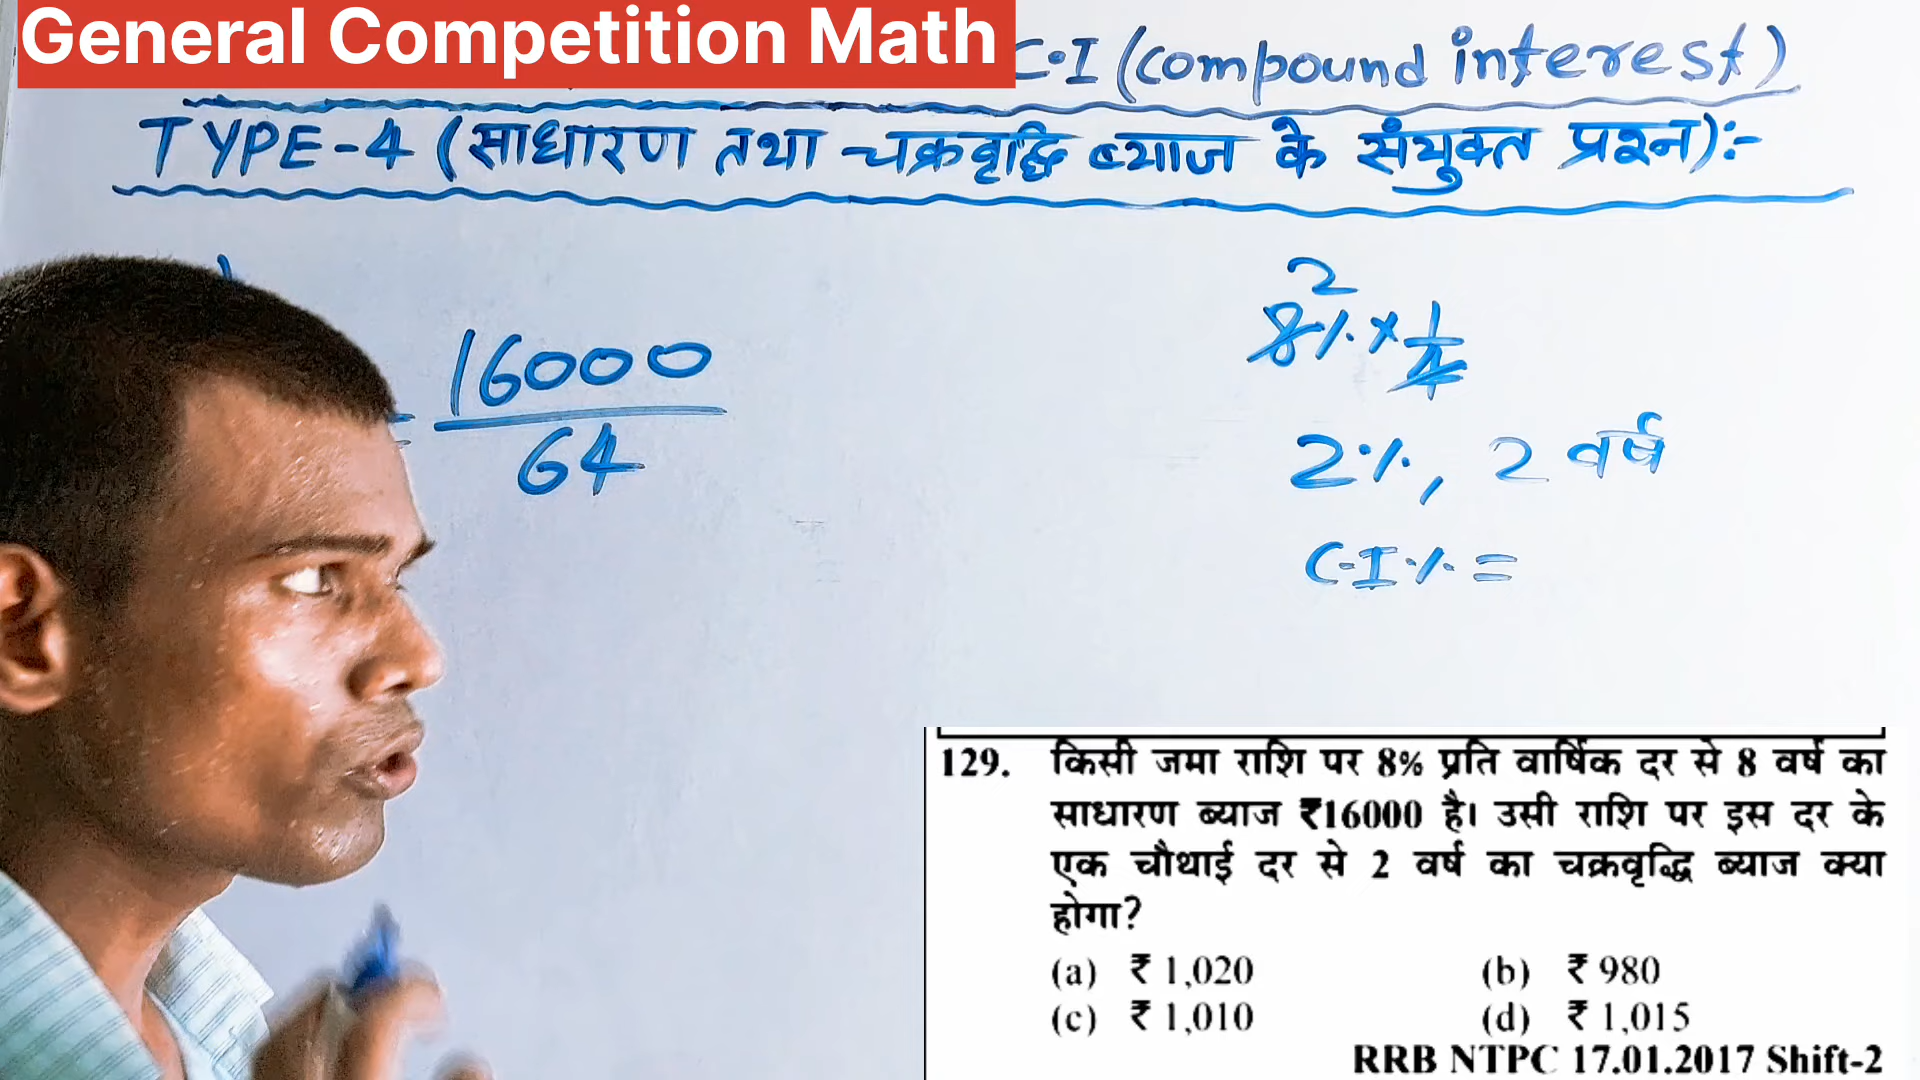 General Competition Math
C.I (compound interest)
TYPE-4 (साधारण तथा चक्रवृद्धि ब्याज के संयुक्त प्रश्न):-
= 16000
64
2
8% × 1/4
2%, 2 वर्ष
C.I.% =
129. किसी जमा राशि पर 8% प्रति वार्षिक दर से 8 वर्ष का
साधारण ब्याज ₹16000 है। उसी राशि पर इस दर के
एक चौथाई दर से 2 वर्ष का चक्रवृद्धि ब्याज क्या
होगा?
(a) ₹ 1,020 (b) ₹ 980
(c) ₹ 1,010 (d) ₹ 1,015
RRB NTPC 17.01.2017 Shift-2